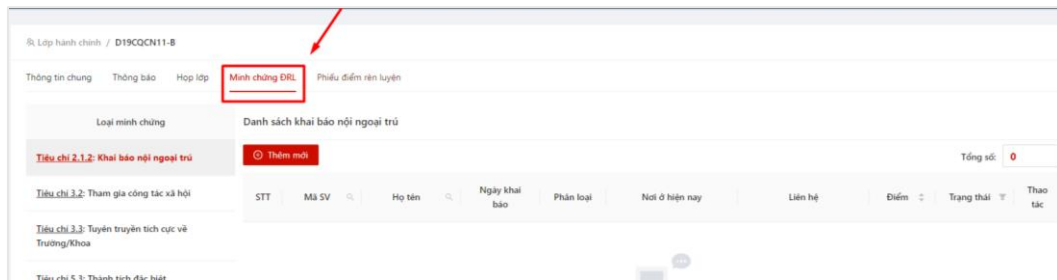 Lớp hành chính / D19CQCN11-B
Thông tin chung Thông báo Họp lớp Minh chứng ĐRL Phiếu điểm rèn luyện
Loại minh chứng
Danh sách khai báo nội ngoại trú
Tiêu chí 2.1.2: Khai báo nội ngoại trú
Thêm mới
Tổng số: 0
Tiêu chí 3.2: Tham gia công tác xã hội
STT Mã SV Họ tên Ngày khai báo Phân loại Nơi ở hiện nay Liên hệ Điểm Trạng thái Thao tác
Tiêu chí 3.3: Tuyên truyền tích cực về
Trường/Khoa
Tiêu chí 5.3: Thành tích đặc biệt